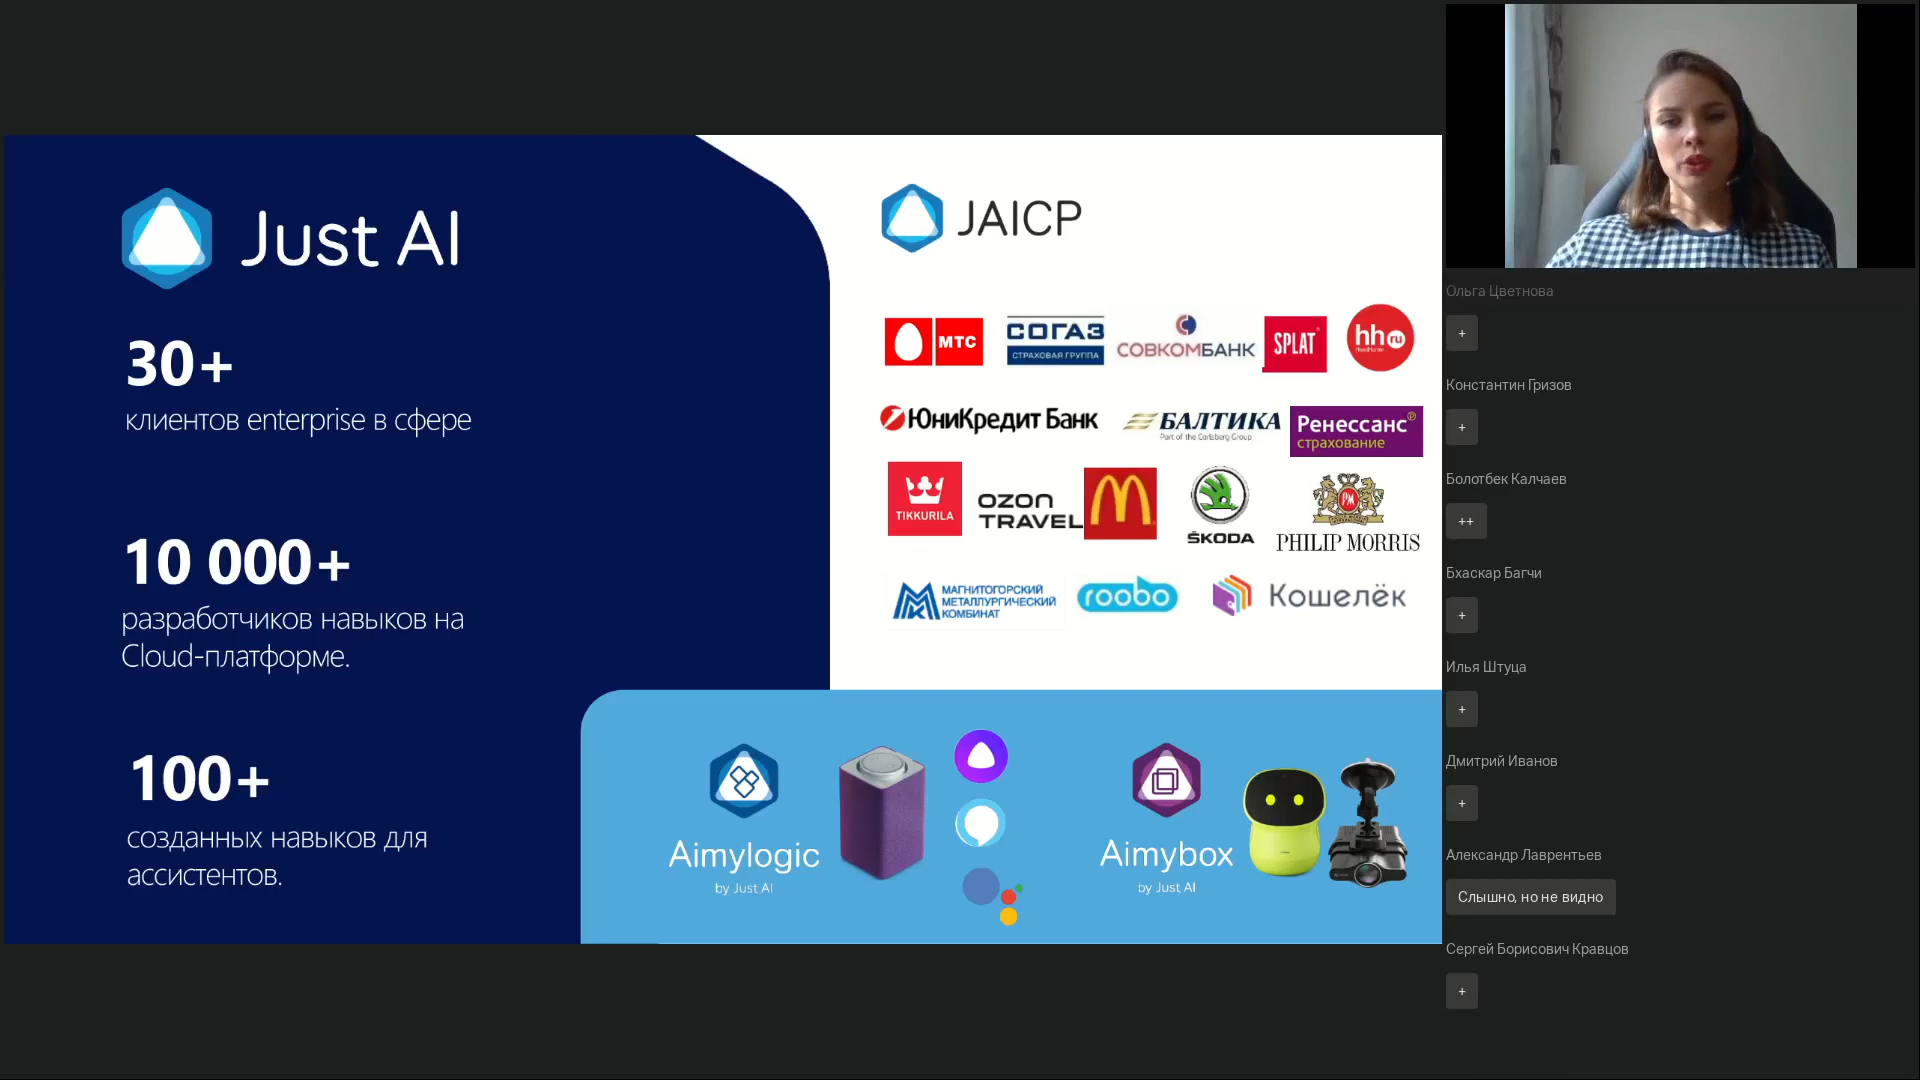 Just AI
30+
клиентов enterprise в сфере
10 000+
разработчиков навыков на
Cloud-платформе.
100+
созданных навыков для
ассистентов.
JAICP
МТС
СОГАЗ
СТРАХОВАЯ ГРУППА
СОВКОМБАНК
SPLAT
hh ru
HeadHunter
ЮниКредит Банк
БАЛТИКА
Part of the Carlsberg Group
Ренессанс
страхование
TIKKURILA
OZON
TRAVEL
ŠKODA
PM
PHILIP MORRIS
МАГНИТОГОРСКИЙ
МЕТАЛЛУРГИЧЕСКИЙ
КОМБИНАТ
roobo
Кошелёк
Aimylogic
by Just AI
Aimybox
by Just AI
Ольга Цветнова
+
Константин Гризов
+
Болотбек Калчаев
++
Бхаскар Багчи
+
Илья Штуца
+
Дмитрий Иванов
+
Александр Лаврентьев
Слышно, но не видно
Сергей Борисович Кравцов
+